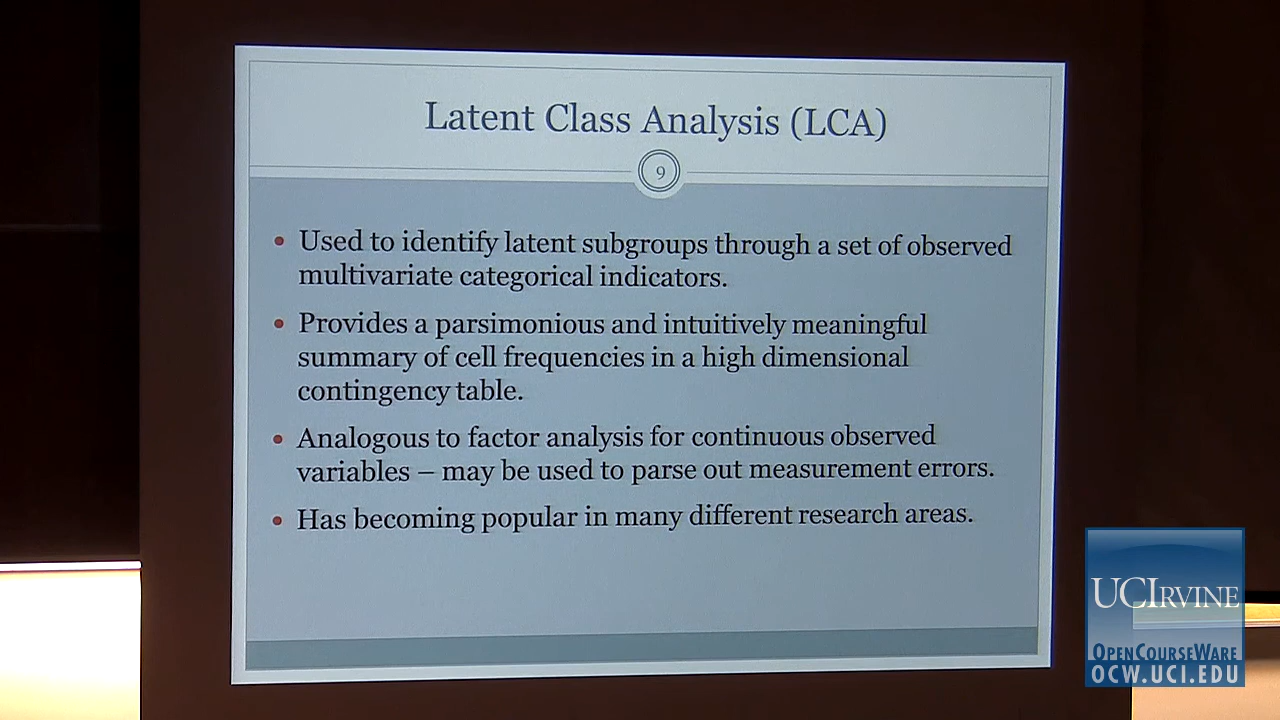 Latent Class Analysis (LCA)
9
• Used to identify latent subgroups through a set of observed
multivariate categorical indicators.
• Provides a parsimonious and intuitively meaningful
summary of cell frequencies in a high dimensional
contingency table.
• Analogous to factor analysis for continuous observed
variables – may be used to parse out measurement errors.
• Has becoming popular in many different research areas.
UCIRVINE
OPENCOURSEWARE
OCW.UCI.EDU